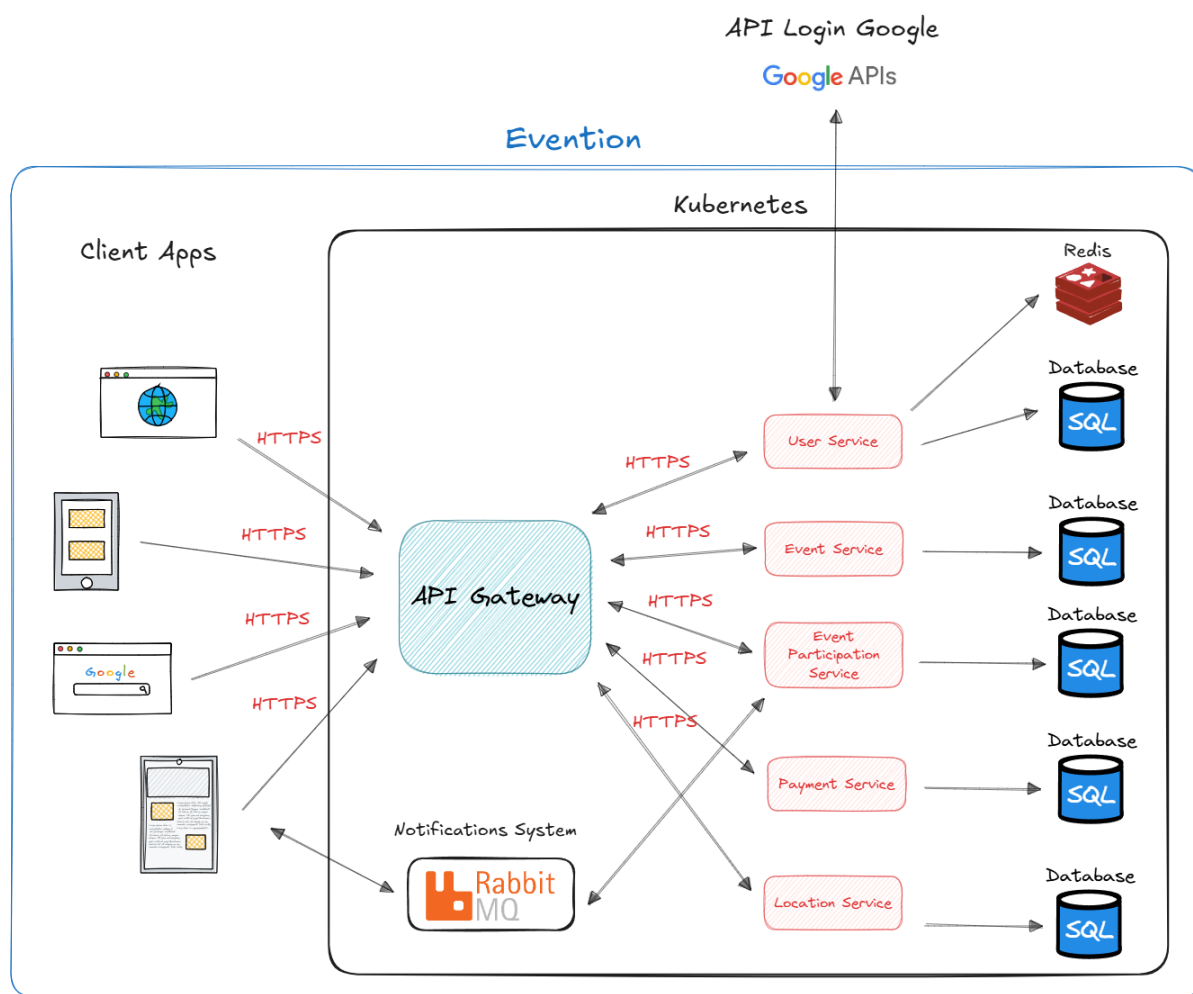 API Login Google
Google APIs
Evention
Kubernetes
Client Apps
Redis
Database
SQL
HTTPS
HTTPS
User Service
HTTPS
HTTPS
Database
SQL
Event Service
API Gateway
HTTPS
HTTPS
Database
SQL
Event
Participation
Service
Google
HTTPS
HTTPS
HTTPS
Database
SQL
Payment Service
Notifications System
Rabbit
MQ
Database
SQL
Location Service